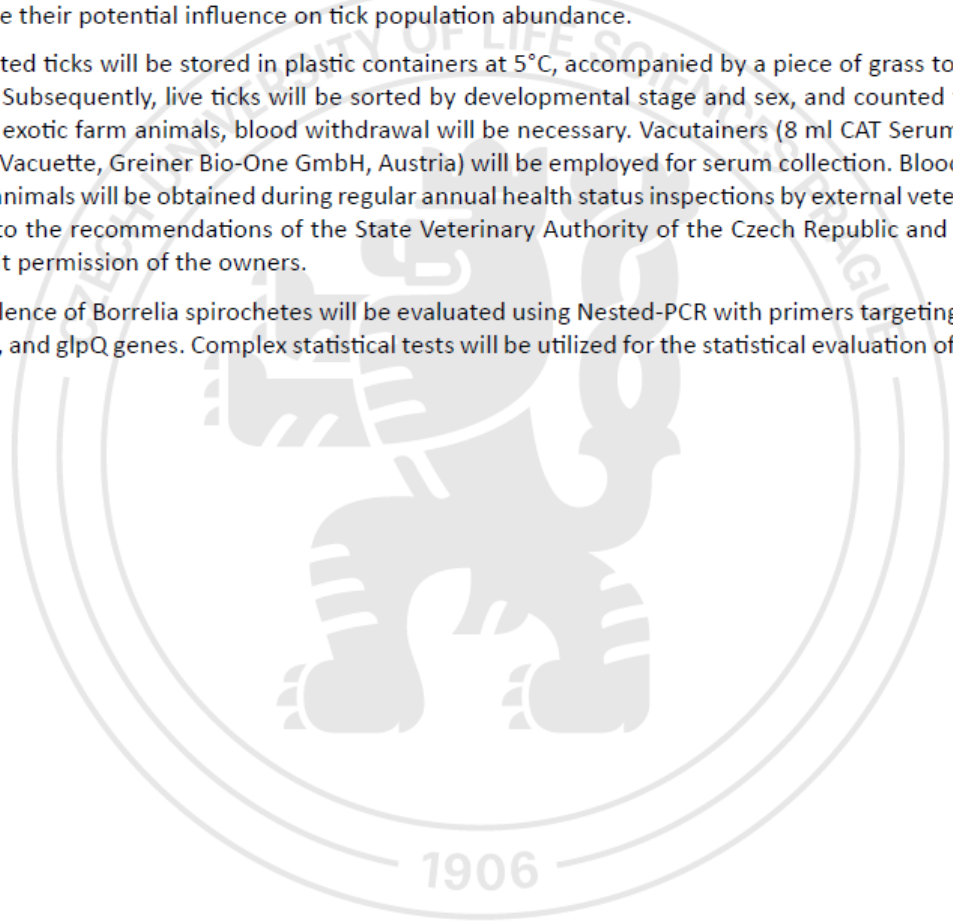 e their potential influence on tick population abundance.
ted ticks will be stored in plastic containers at 5°C, accompanied by a piece of grass to
Subsequently, live ticks will be sorted by developmental stage and sex, and counted
exotic farm animals, blood withdrawal will be necessary. Vacutainers (8 ml CAT Serum
Vacuette, Greiner Bio-One GmbH, Austria) will be employed for serum collection. Blood
nimals will be obtained during regular annual health status inspections by external vete
to the recommendations of the State Veterinary Authority of the Czech Republic and
t permission of the owners.
lence of Borrelia spirochetes will be evaluated using Nested-PCR with primers targeting
, and glpQ genes. Complex statistical tests will be utilized for the statistical evaluation of
CZECH UNIVERSITY OF LIFE SCIENCES PRAGUE
1906